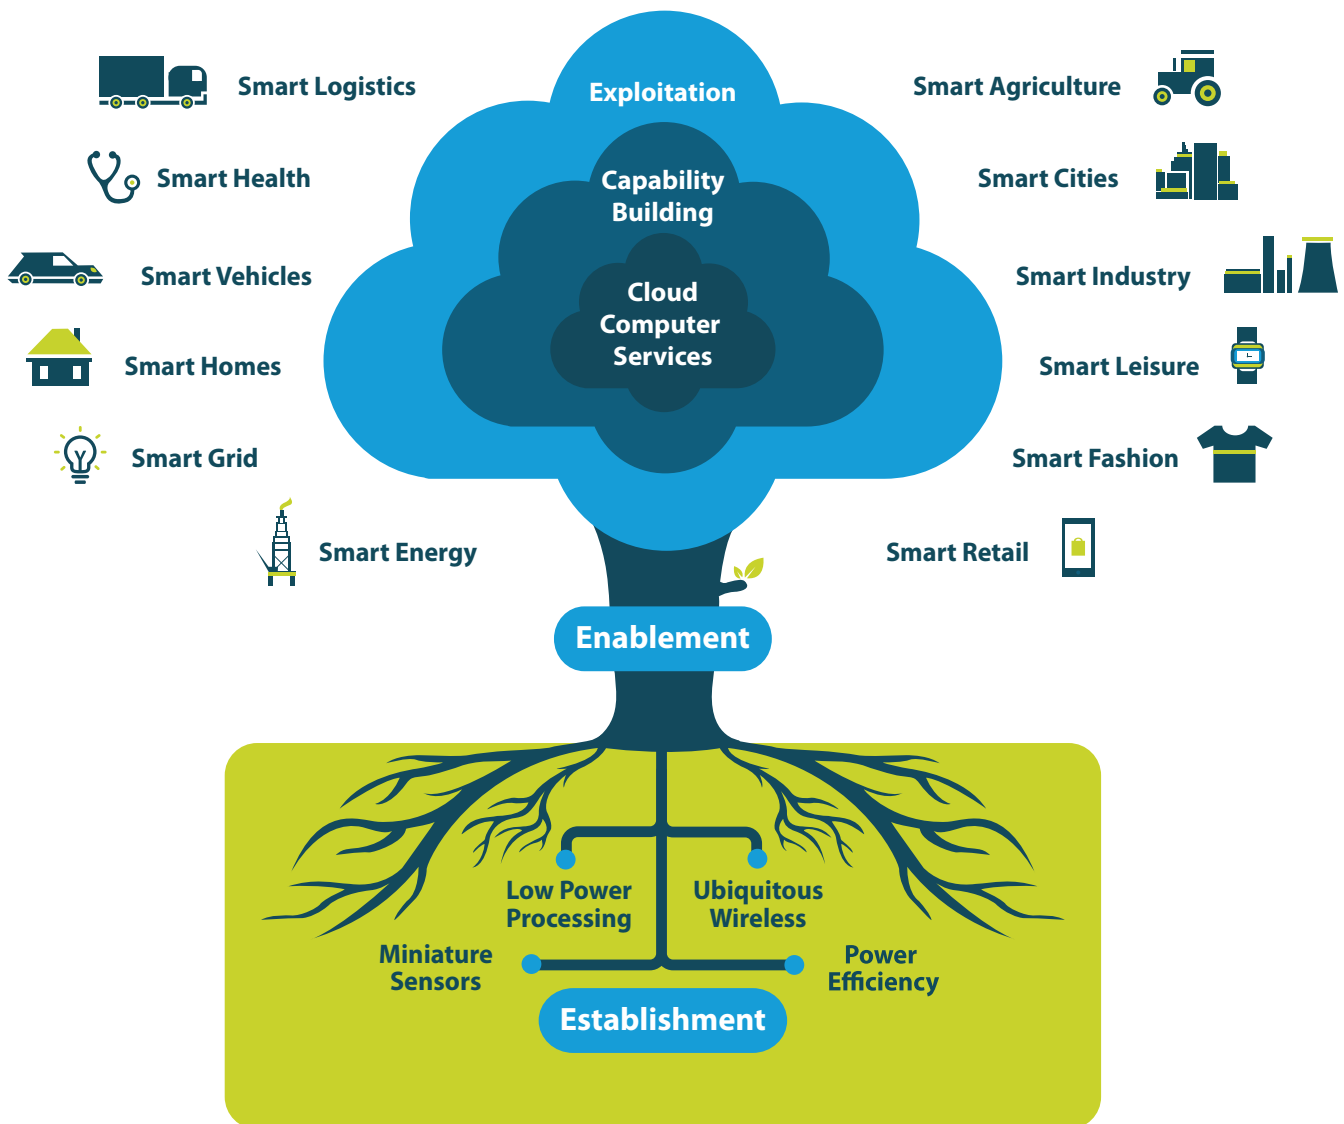 Exploitation
Smart Logistics
Smart Agriculture
Capability
Building
Smart Health
Smart Cities
Smart Vehicles
Smart Industry
Cloud
Computer
Services
Smart Homes
Smart Leisure
Smart Grid
Smart Fashion
Smart Energy
Smart Retail
Enablement
Low Power
Processing
Ubiquitous
Wireless
Miniature
Sensors
Power
Efficiency
Establishment